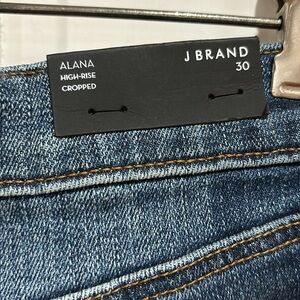 ALANA
HIGH-RISE
CROPPED
J BRAND
30